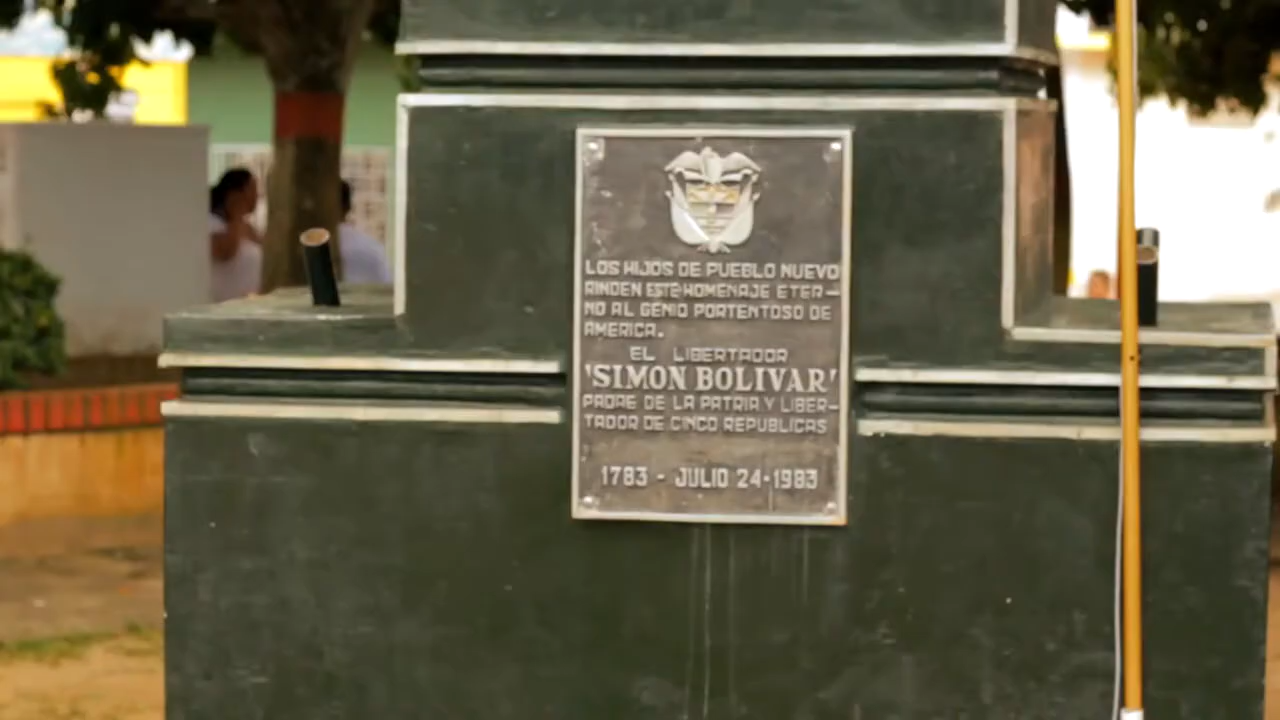 LOS HIJOS DE PUEBLO NUEVO
RINDEN ESTE HOMENAJE ETER-
NO AL GENIO PORTENTOSO DE
AMERICA.
EL LIBERTADOR
'SIMON BOLIVAR'
PADRE DE LA PATRIA Y LIBER-
TADOR DE CINCO REPUBLICAS
1783 - JULIO 24-1983